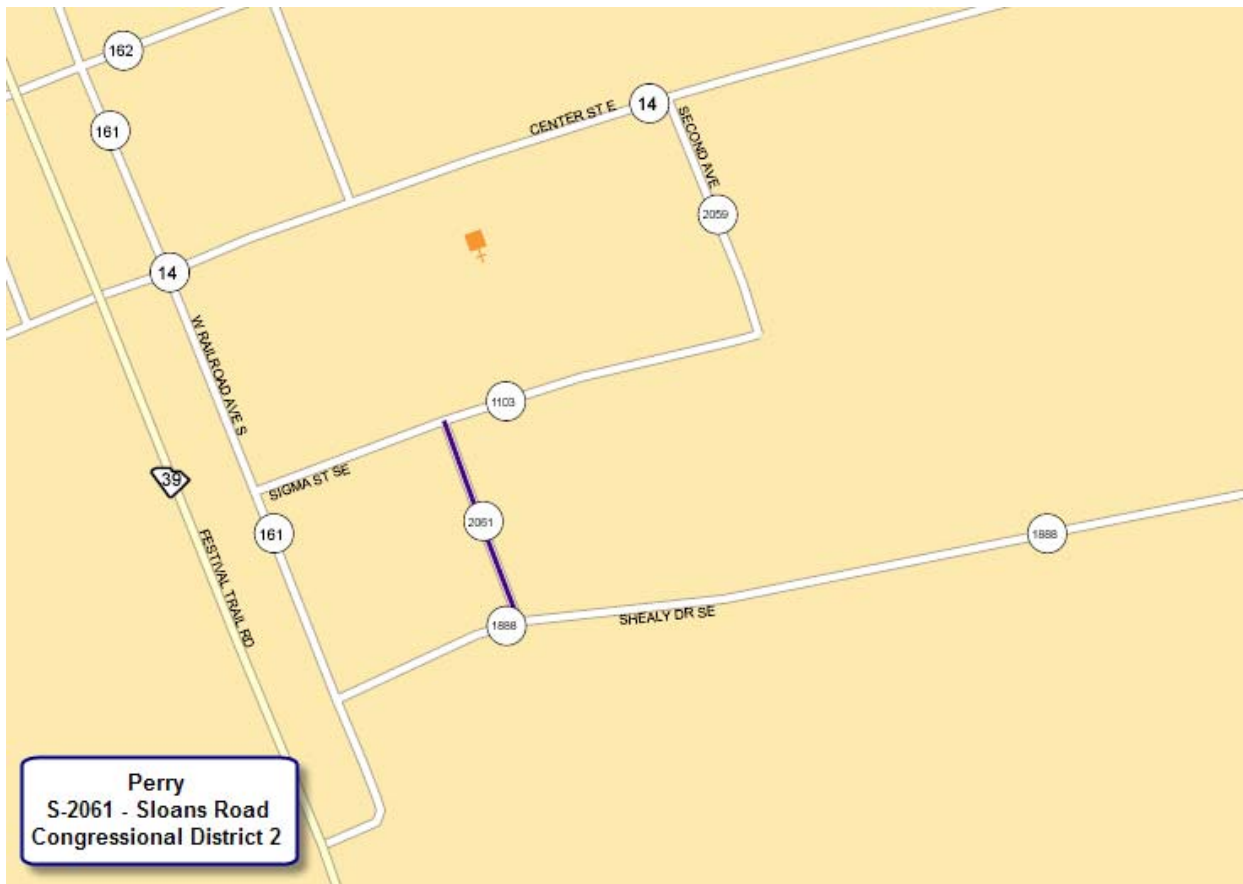 162
161
CENTER ST E
14
SECOND AVE
2059
14
W RAILROAD AVE S
1103
SIGMA ST SE
39
161
2061
FESTIVAL TRAIL RD
1888
1888
SHEALY DR SE
Perry
S-2061 - Sloans Road
Congressional District 2